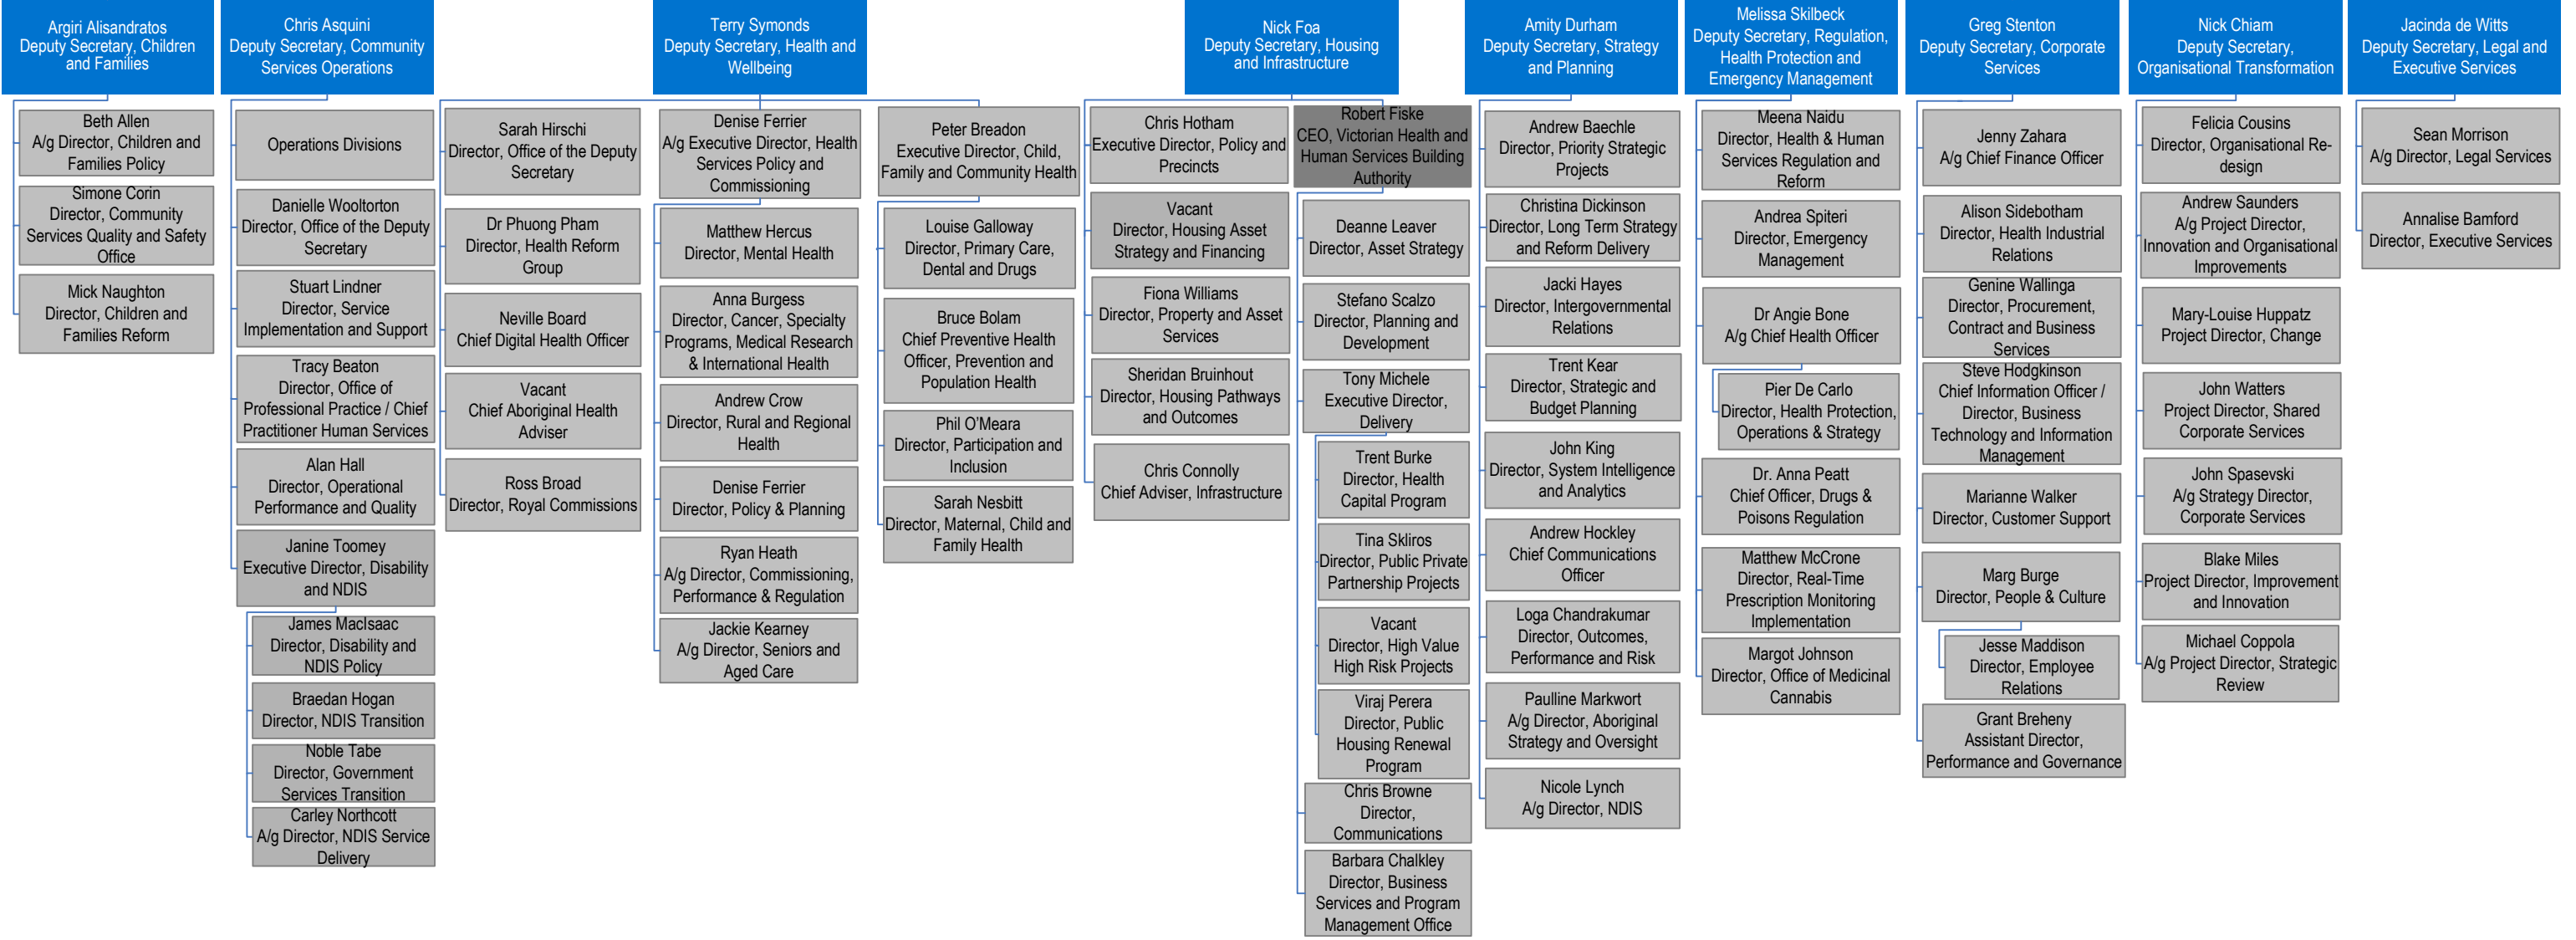 Argiri Alisandratos
Deputy Secretary, Children
and Families
Beth Allen
A/g Director, Children and
Families Policy
Simone Corin
Director, Community
Services Quality and Safety
Office
Mick Naughton
Director, Children and
Families Reform
Chris Asquini
Deputy Secretary, Community
Services Operations
Operations Divisions
Danielle Wooltorton
Director, Office of the Deputy
Secretary
Stuart Lindner
Director, Service
Implementation and Support
Tracy Beaton
Director, Office of
Professional Practice / Chief
Practitioner Human Services
Alan Hall
Director, Operational
Performance and Quality
Janine Toomey
Executive Director, Disability
and NDIS
James MacIsaac
Director, Disability and
NDIS Policy
Braedan Hogan
Director, NDIS Transition
Noble Tabe
Director, Government
Services Transition
Carley Northcott
A/g Director, NDIS Service
Delivery
Terry Symonds
Deputy Secretary, Health and
Wellbeing
Sarah Hirschi
Director, Office of the Deputy
Secretary
Dr Phuong Pham
Director, Health Reform
Group
Neville Board
Chief Digital Health Officer
Vacant
Chief Aboriginal Health
Adviser
Ross Broad
Director, Royal Commissions
Denise Ferrier
A/g Executive Director, Health
Services Policy and
Commissioning
Matthew Hercus
Director, Mental Health
Anna Burgess
Director, Cancer, Specialty
Programs, Medical Research
& International Health
Andrew Crow
Director, Rural and Regional
Health
Denise Ferrier
Director, Policy & Planning
Ryan Heath
A/g Director, Commissioning,
Performance & Regulation
Jackie Kearney
A/g Director, Seniors and
Aged Care
Peter Breadon
Executive Director, Child,
Family and Community Health
Louise Galloway
Director, Primary Care,
Dental and Drugs
Bruce Bolam
Chief Preventive Health
Officer, Prevention and
Population Health
Phil O’Meara
Director, Participation and
Inclusion
Sarah Nesbitt
Director, Maternal, Child and
Family Health
Nick Foa
Deputy Secretary, Housing
and Infrastructure
Chris Hotham
Executive Director, Policy and
Precincts
Vacant
Director, Housing Asset
Strategy and Financing
Fiona Williams
Director, Property and Asset
Services
Sheridan Bruinhout
Director, Housing Pathways
and Outcomes
Chris Connolly
Chief Adviser, Infrastructure
Robert Fiske
CEO, Victorian Health and
Human Services Building
Authority
Deanne Leaver
Director, Asset Strategy
Stefano Scalzo
Director, Planning and
Development
Tony Michele
Executive Director,
Delivery
Trent Burke
Director, Health
Capital Program
Tina Skliros
Director, Public Private
Partnership Projects
Vacant
Director, High Value
High Risk Projects
Viraj Perera
Director, Public
Housing Renewal
Program
Chris Browne
Director,
Communications
Barbara Chalkley
Director, Business
Services and Program
Management Office
Amity Durham
Deputy Secretary, Strategy
and Planning
Andrew Baechle
Director, Priority Strategic
Projects
Christina Dickinson
Director, Long Term Strategy
and Reform Delivery
Jacki Hayes
Director, Intergovernmental
Relations
Trent Kear
Director, Strategic and
Budget Planning
John King
Director, System Intelligence
and Analytics
Andrew Hockley
Chief Communications
Officer
Loga Chandrakumar
Director, Outcomes,
Performance and Risk
Paulline Markwort
A/g Director, Aboriginal
Strategy and Oversight
Nicole Lynch
A/g Director, NDIS
Melissa Skilbeck
Deputy Secretary, Regulation,
Health Protection and
Emergency Management
Meena Naidu
Director, Health & Human
Services Regulation and
Reform
Andrea Spiteri
Director, Emergency
Management
Dr Angie Bone
A/g Chief Health Officer
Pier De Carlo
Director, Health Protection,
Operations & Strategy
Dr. Anna Peatt
Chief Officer, Drugs &
Poisons Regulation
Matthew McCrone
Director, Real-Time
Prescription Monitoring
Implementation
Margot Johnson
Director, Office of Medicinal
Cannabis
Greg Stenton
Deputy Secretary, Corporate
Services
Jenny Zahara
A/g Chief Finance Officer
Alison Sidebotham
Director, Health Industrial
Relations
Genine Wallinga
Director, Procurement,
Contract and Business
Services
Steve Hodgkinson
Chief Information Officer /
Director, Business
Technology and Information
Management
Marianne Walker
Director, Customer Support
Marg Burge
Director, People & Culture
Jesse Maddison
Director, Employee
Relations
Grant Breheny
Assistant Director,
Performance and Governance
Nick Chiam
Deputy Secretary,
Organisational Transformation
Felicia Cousins
Director, Organisational Re-
design
Andrew Saunders
A/g Project Director,
Innovation and Organisational
Improvements
Mary-Louise Huppatz
Project Director, Change
John Watters
Project Director, Shared
Corporate Services
John Spasevski
A/g Strategy Director,
Corporate Services
Blake Miles
Project Director, Improvement
and Innovation
Michael Coppola
A/g Project Director, Strategic
Review
Jacinda de Witts
Deputy Secretary, Legal and
Executive Services
Sean Morrison
A/g Director, Legal Services
Annalise Bamford
Director, Executive Services